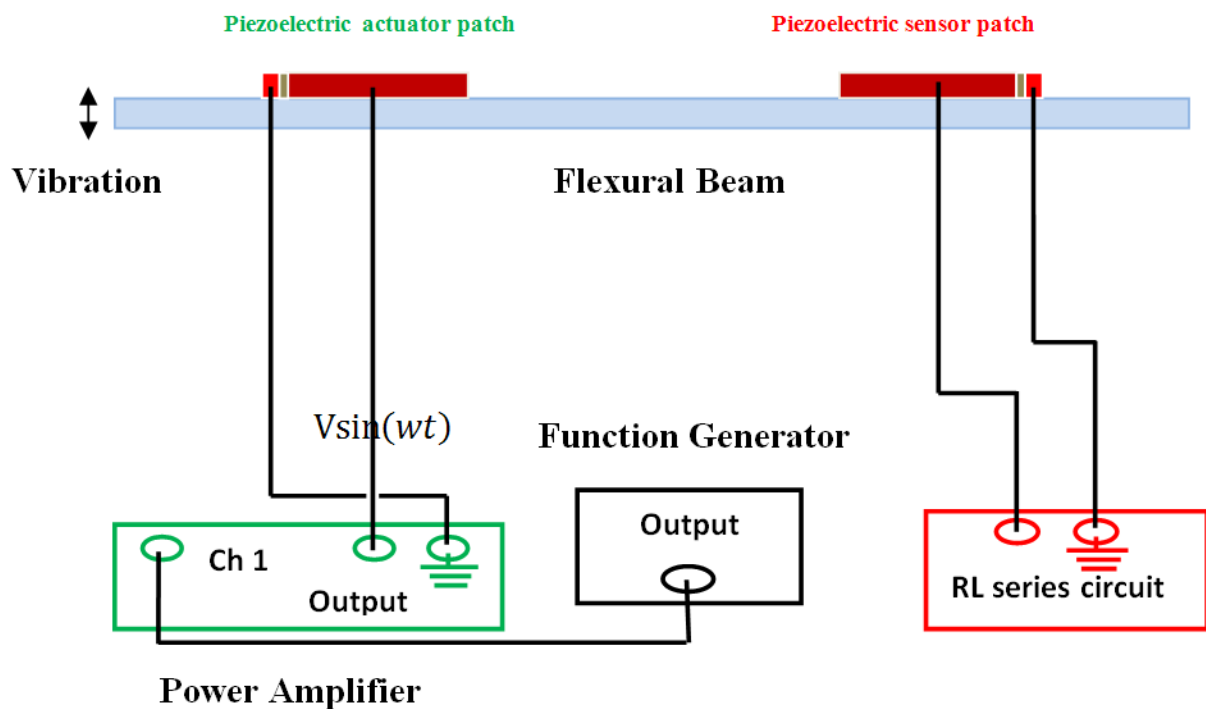 Piezoelectric actuator patch
Piezoelectric sensor patch
Vibration
Flexural Beam
Vsin(wt)
Function Generator
Ch 1
Output
Output
RL series circuit
Power Amplifier